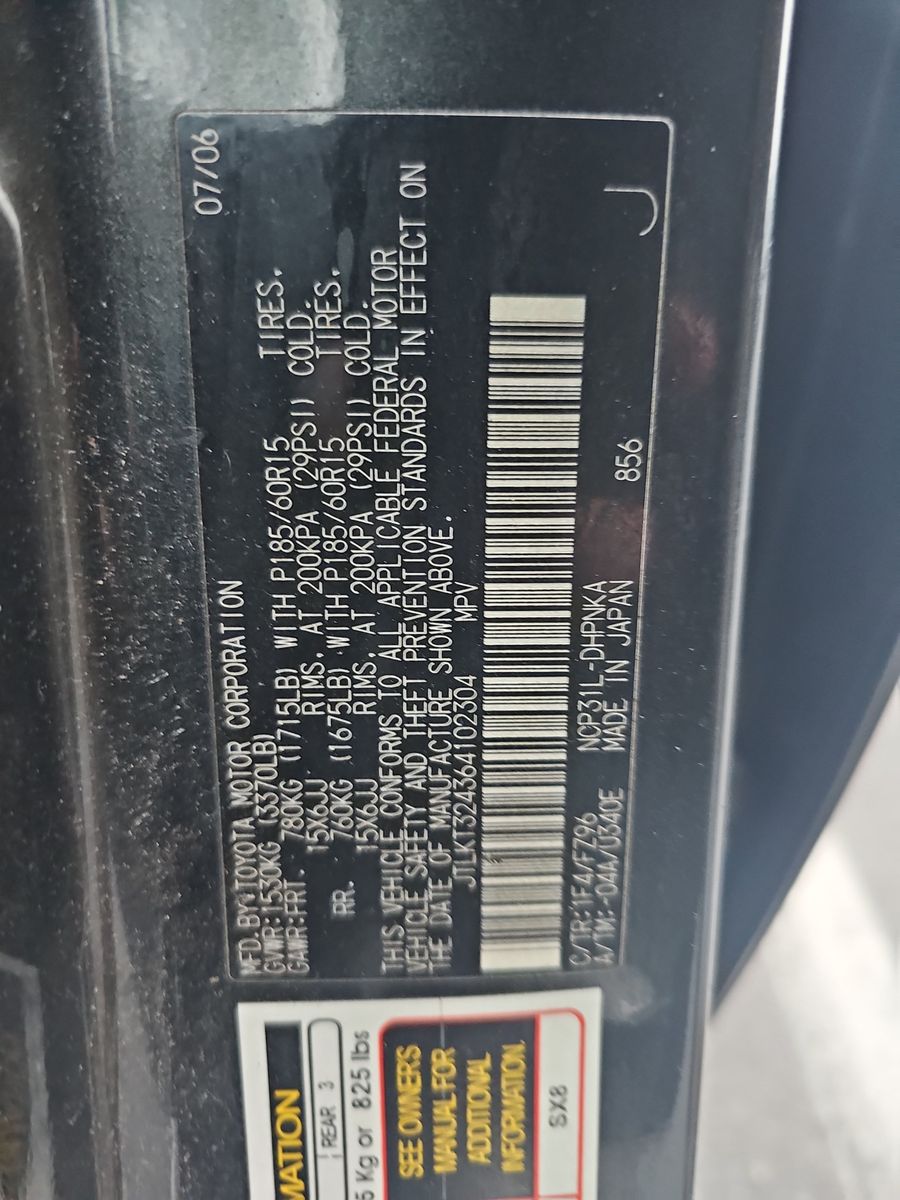 07/06
MFD.BY:TOYOTA MOTOR CORPORATION
GVWR:1530KG (3370LB)
GAWR:FRT. 780KG (1715LB) WITH P185/60R15 TIRES.
15X6JJ RIMS, AT 200KPA (29PSI) COLD.
RR. 760KG (1675LB) WITH P185/60R15 TIRES.
15X6JJ RIMS, AT 200KPA (29PSI) COLD.
THIS VEHICLE CONFORMS TO ALL APPLICABLE FEDERAL MOTOR
VEHICLE SAFETY AND THEFT PREVENTION STANDARDS IN EFFECT ON
THE DATE OF MANUFACTURE SHOWN ABOVE.
JTLKT324364102304 MPV
C/TR:1E4/FZ96 NCP31L-DHPNKA
A/TM:-04A/U340E MADE IN JAPAN 856
J
MATION
REAR 3
5 Kg or 825 lbs
SEE OWNER'S
MANUAL FOR
ADDITIONAL
INFORMATION.
SX8